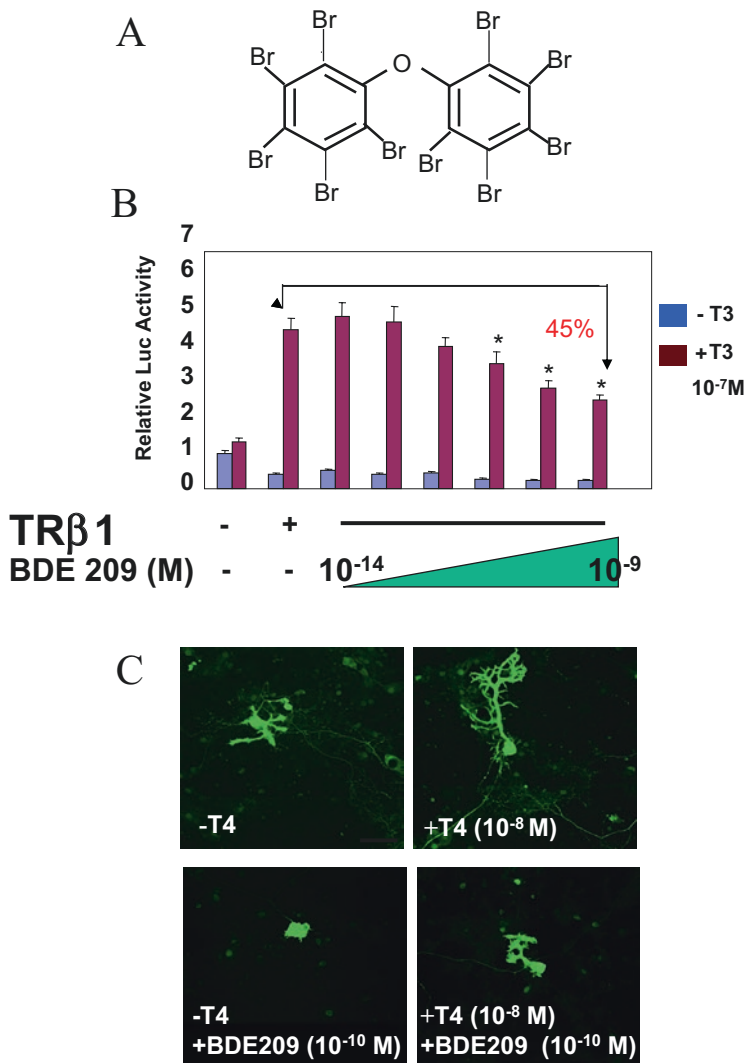 A
Br
Br
O
Br
Br
Br
Br
Br
Br
Br
Br
Br
Br
B
Relative Luc Activity
7
6
5
4
3
2
1
0
45%
*
*
*
- T3
+T3
10⁻⁷M
TRβ1 - +
BDE 209 (M) - - 10⁻¹⁴ 10⁻⁹
C
-T4
+T4 (10⁻⁸ M)
-T4
+BDE209 (10⁻¹⁰ M)
+T4 (10⁻⁸ M)
+BDE209 (10⁻¹⁰ M)